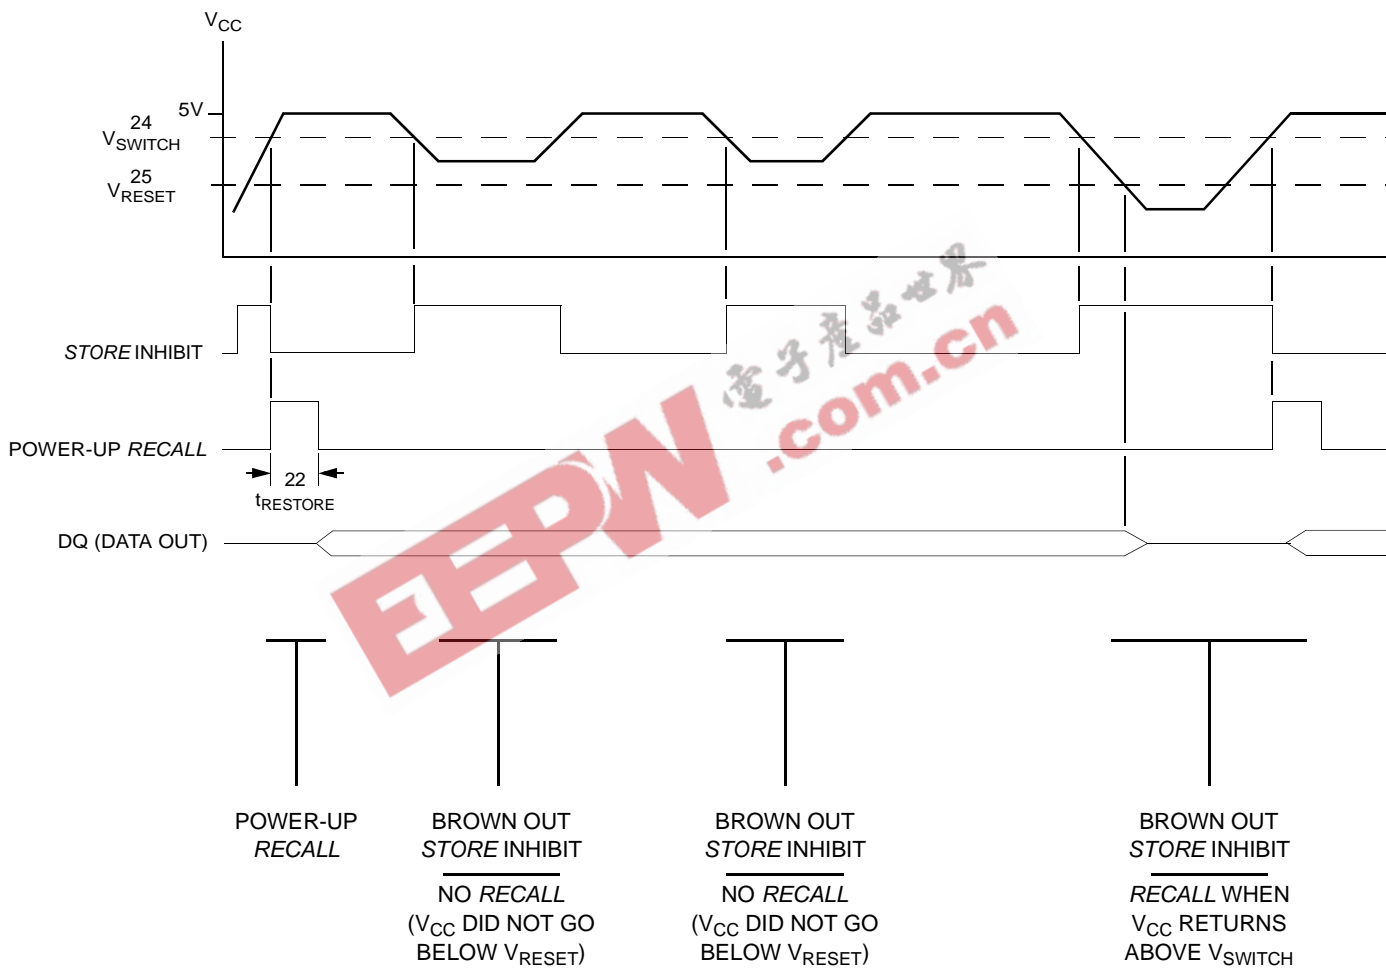 VCC
5V
24
VSWITCH
25
VRESET
電子產品世界
.com.cn
EEPW
STORE INHIBIT
POWER-UP RECALL
22
tRESTORE
DQ (DATA OUT)
POWER-UP
RECALL
BROWN OUT
STORE INHIBIT
NO RECALL
(VCC DID NOT GO
BELOW VRESET)
BROWN OUT
STORE INHIBIT
NO RECALL
(VCC DID NOT GO
BELOW VRESET)
BROWN OUT
STORE INHIBIT
RECALL WHEN
VCC RETURNS
ABOVE VSWITCH